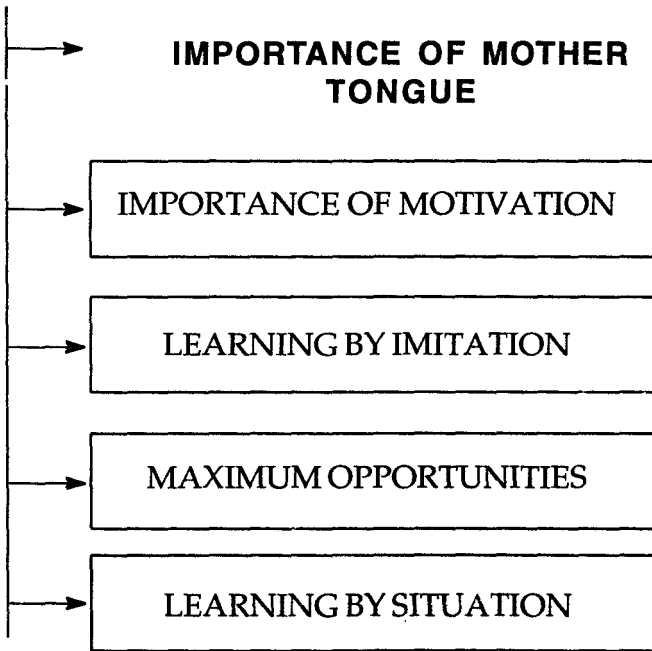 IMPORTANCE OF MOTHER
TONGUE
IMPORTANCE OF MOTIVATION
LEARNING BY IMITATION
MAXIMUM OPPORTUNITIES
LEARNING BY SITUATION